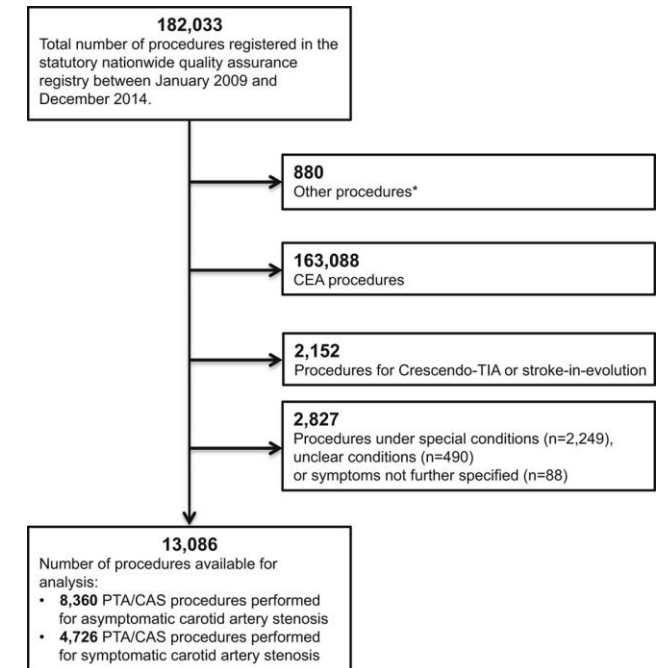 182,033
Total number of procedures registered in the
statutory nationwide quality assurance
registry between January 2009 and
December 2014.
880
Other procedures*
163,088
CEA procedures
2,152
Procedures for Crescendo-TIA or stroke-in-evolution
2,827
Procedures under special conditions (n=2,249),
unclear conditions (n=490)
or symptoms not further specified (n=88)
13,086
Number of procedures available for
analysis:
• 8,360 PTA/CAS procedures performed
for asymptomatic carotid artery stenosis
• 4,726 PTA/CAS procedures performed
for symptomatic carotid artery stenosis